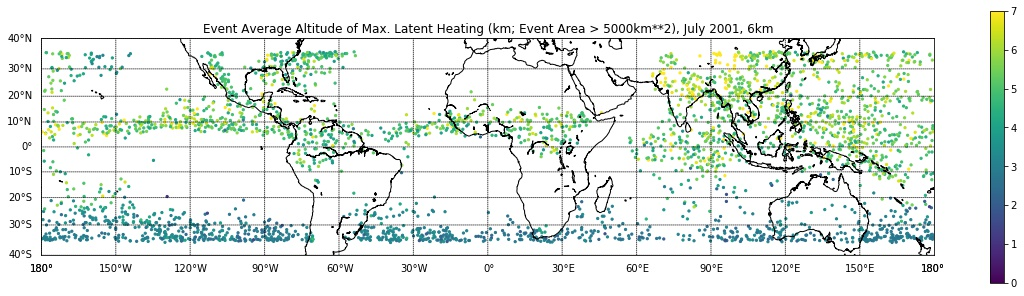 Event Average Altitude of Max. Latent Heating (km; Event Area > 5000km**2), July 2001, 6km
40°N
30°N
20°N
10°N
0°
10°S
20°S
30°S
40°S
180° 150°W 120°W 90°W 60°W 30°W 0° 30°E 60°E 90°E 120°E 150°E 180°
7
6
5
4
3
2
1
0